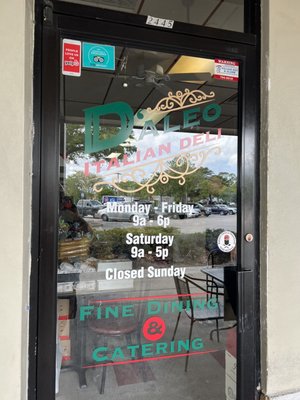 2445
D'Aleo
Italian Deli
Monday - Friday
9a - 6p
Saturday
9a - 5p
Closed Sunday
Fine Dining
&
Catering